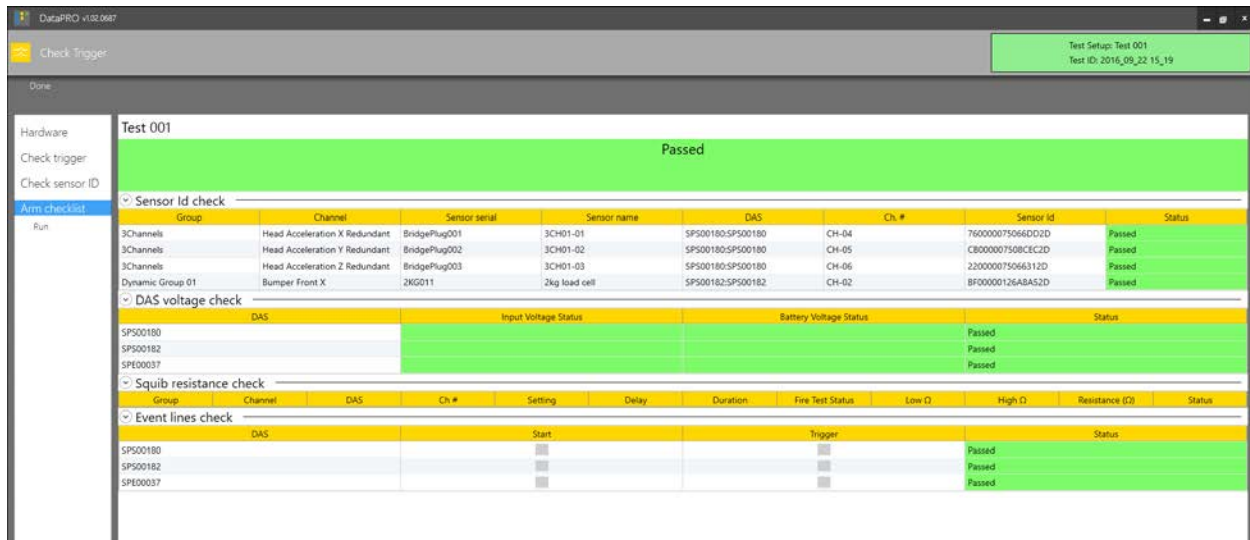 DataPRO v1.02.0687
Check Trigger
Test Setup: Test 001
Test ID: 2016_09_22 15_19
Done
Hardware
Check trigger
Check sensor ID
Arm checklist
Run
Test 001
Passed
Sensor Id check
Group Channel Sensor serial Sensor name DAS Ch. # Sensor Id Status
3Channels Head Acceleration X Redundant BridgePlug001 3CH01-01 SPS00180:SPS00180 CH-04 760000075066DD2D Passed
3Channels Head Acceleration Y Redundant BridgePlug002 3CH01-02 SPS00180:SPS00180 CH-05 CB000007508CEC2D Passed
3Channels Head Acceleration Z Redundant BridgePlug003 3CH01-03 SPS00180:SPS00180 CH-06 220000075066312D Passed
Dynamic Group 01 Bumper Front X 2KG011 2kg load cell SPS00182:SPS00182 CH-02 BF00000126ABA52D Passed
DAS voltage check
DAS Input Voltage Status Battery Voltage Status Status
SPS00180 Passed
SPS00182 Passed
SPE00037 Passed
Squib resistance check
Group Channel DAS Ch # Setting Delay Duration Fire Test Status Low Ω High Ω Resistance (Ω) Status
Event lines check
DAS Start Trigger Status
SPS00180 Passed
SPS00182 Passed
SPE00037 Passed